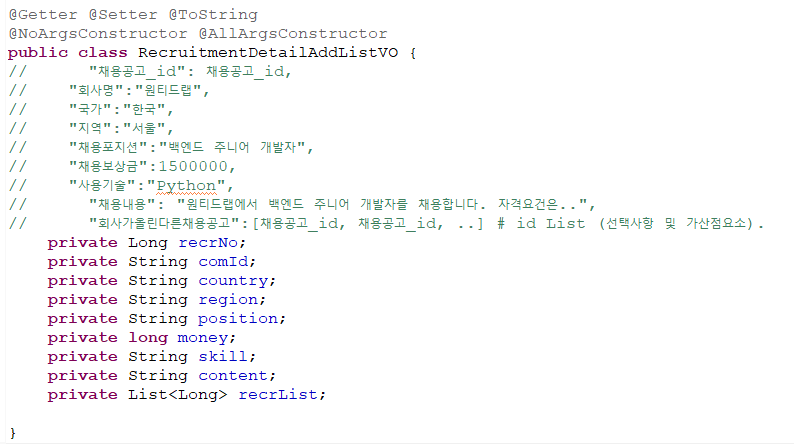 @Getter @Setter @ToString
@NoArgsConstructor @AllArgsConstructor
public class RecruitmentDetailAddListVO {
//      "채용공고_id": 채용공고_id,
//    "회사명":"원티드랩",
//    "국가":"한국",
//    "지역":"서울",
//    "채용포지션":"백엔드 주니어 개발자",
//    "채용보상금":1500000,
//    "사용기술":"Python",
//      "채용내용": "원티드랩에서 백엔드 주니어 개발자를 채용합니다. 자격요건은..",
//      "회사가올린다른채용공고":[채용공고_id, 채용공고_id, ..] # id List (선택사항 및 가산점요소).
    private Long recrNo;
    private String comId;
    private String country;
    private String region;
    private String position;
    private long money;
    private String skill;
    private String content;
    private List<Long> recrList;
}